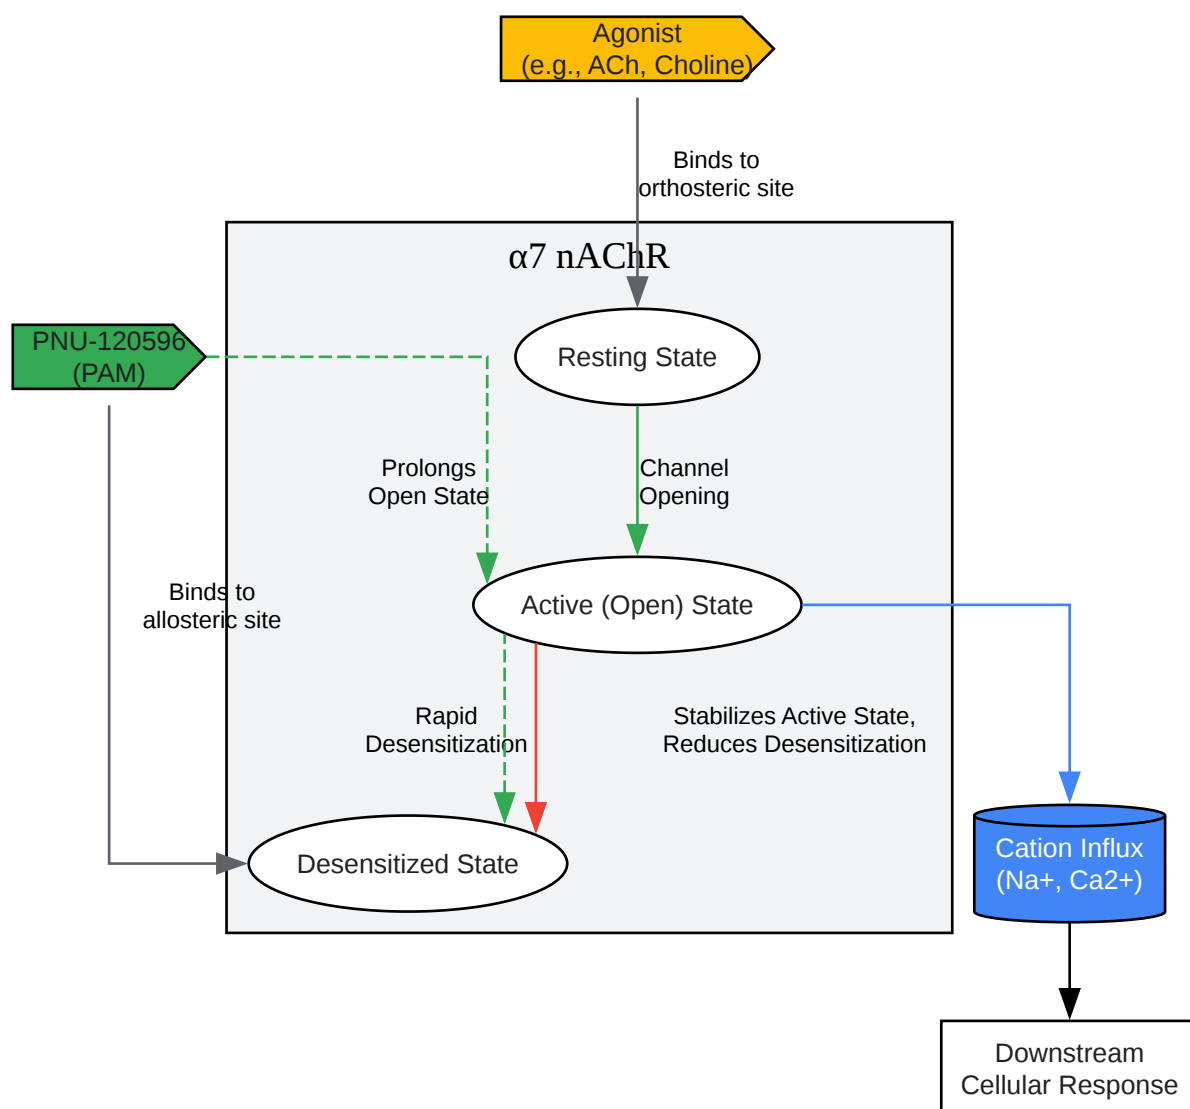 Agonist
(e.g., ACh, Choline)
Binds to
orthosteric site
α7 nAChR
PNU-120596
(PAM)
Resting State
Prolongs
Open State
Channel
Opening
Binds to
allosteric site
Active (Open) State
Rapid
Desensitization
Stabilizes Active State,
Reduces Desensitization
Desensitized State
Cation Influx
(Na+, Ca2+)
Downstream
Cellular Response